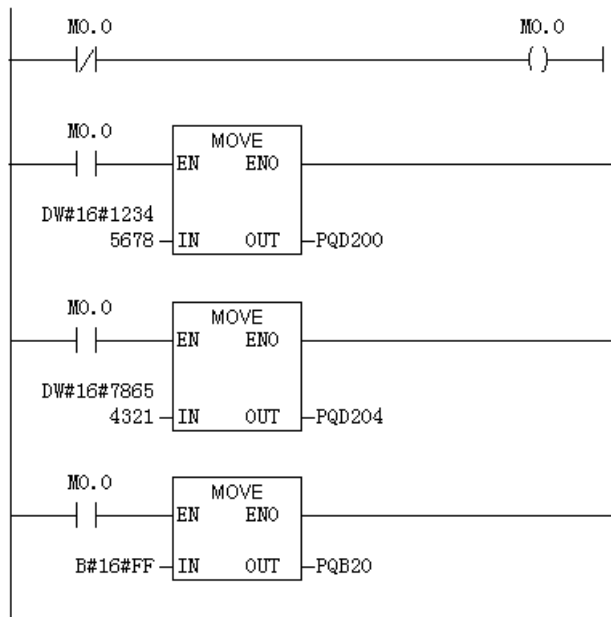 M0.0 M0.0
M0.0
MOVE
EN ENO
DW#16#1234
5678 IN OUT PQD200
M0.0
MOVE
EN ENO
DW#16#7865
4321 IN OUT PQD204
M0.0
MOVE
EN ENO
B#16#FF IN OUT PQB20